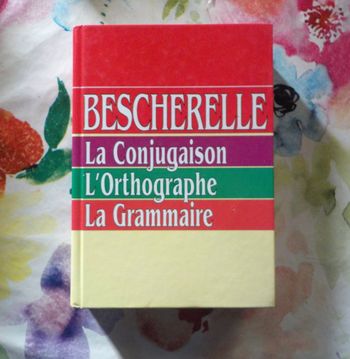 BESCHERELLE
La Conjugaison
L'Orthographe
La Grammaire